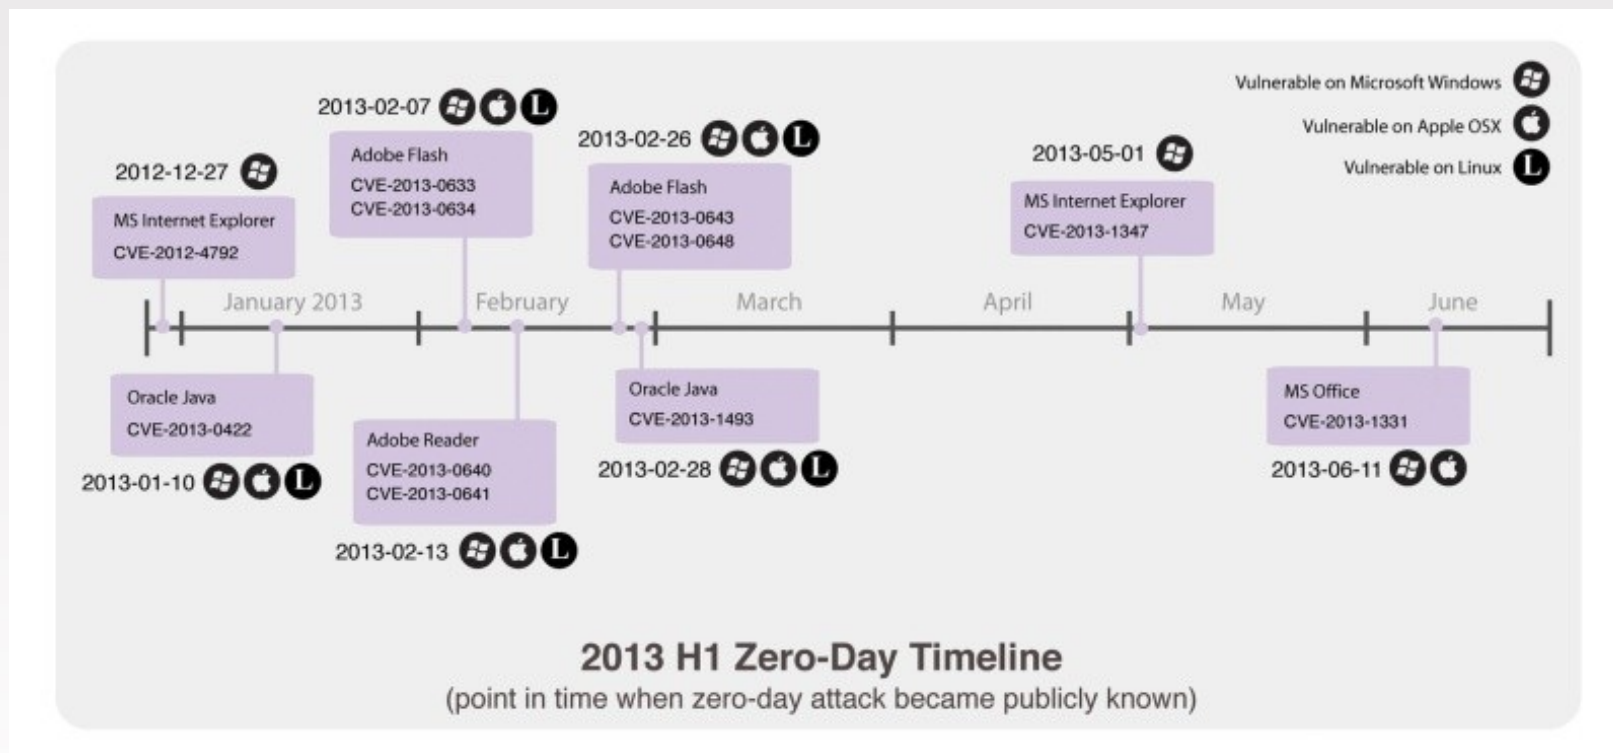 Vulnerable on Microsoft Windows
Vulnerable on Apple OSX
Vulnerable on Linux L
2012-12-27
MS Internet Explorer
CVE-2012-4792
2013-02-07 L
Adobe Flash
CVE-2013-0633
CVE-2013-0634
2013-02-26 L
Adobe Flash
CVE-2013-0643
CVE-2013-0648
2013-05-01
MS Internet Explorer
CVE-2013-1347
January 2013 February March April May June
Oracle Java
CVE-2013-0422
2013-01-10 L
Adobe Reader
CVE-2013-0640
CVE-2013-0641
2013-02-13 L
Oracle Java
CVE-2013-1493
2013-02-28 L
MS Office
CVE-2013-1331
2013-06-11
2013 H1 Zero-Day Timeline
(point in time when zero-day attack became publicly known)